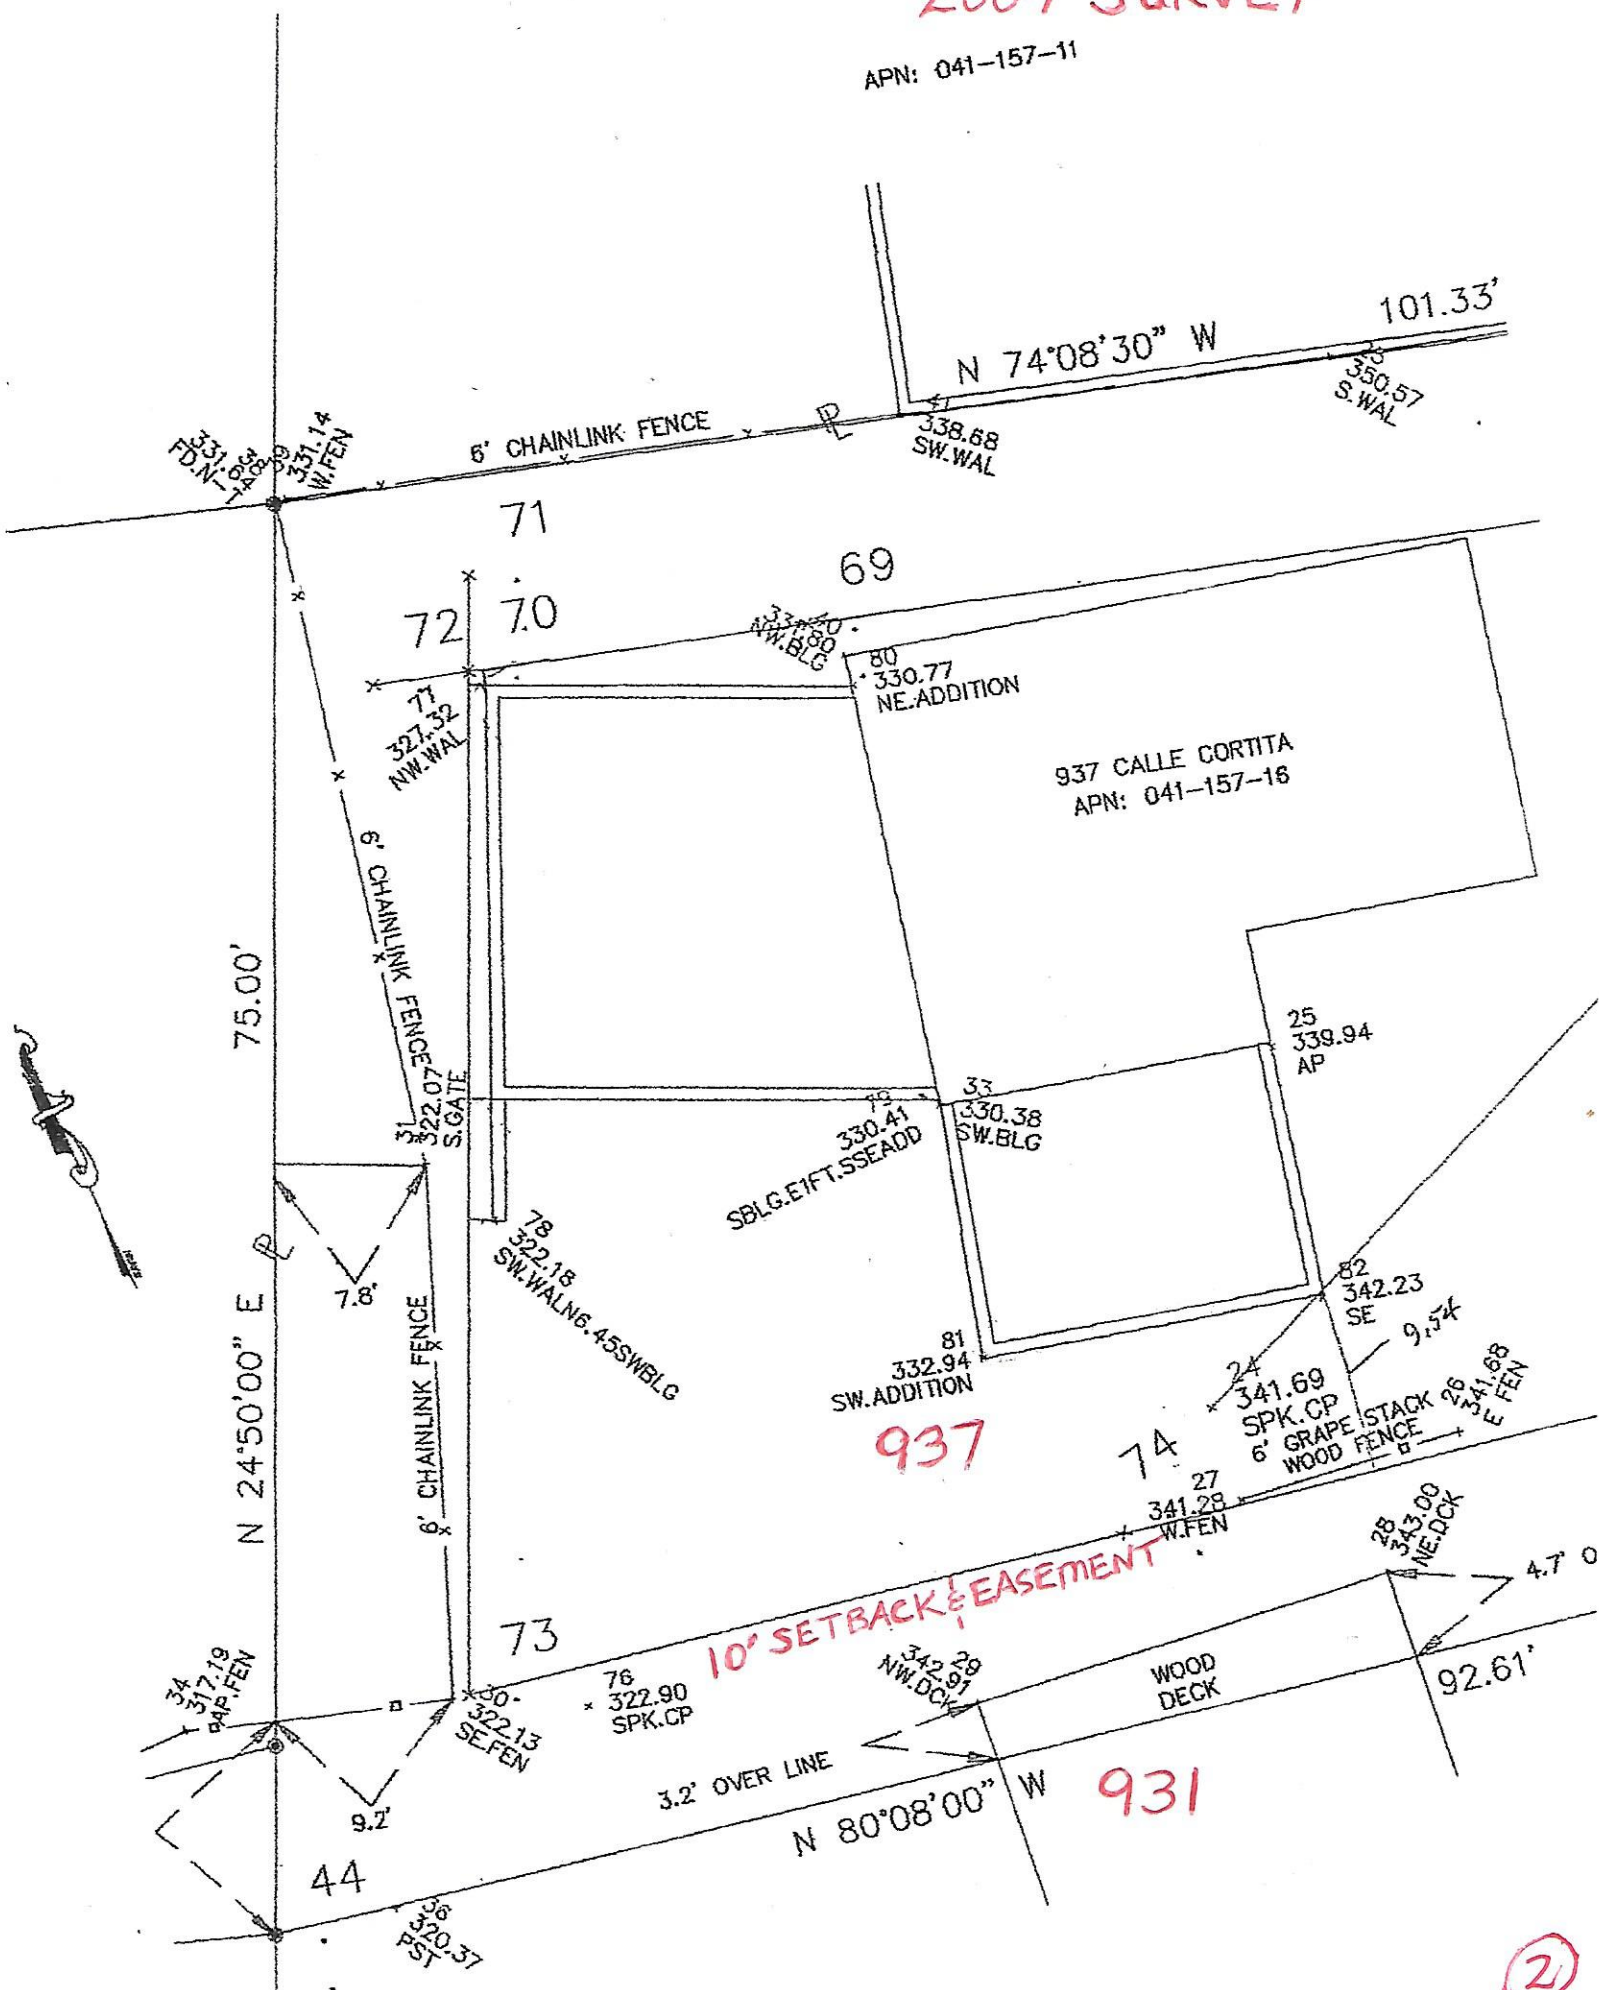 APN: 041-157-11
101.33'
N 74°08'30" W
350.57
S.WAL
338.68
SW.WAL
6' CHAINLINK FENCE
PL
331.14
W.FEN
FD.N-T
71
69
72
70
NW.BLG
80
330.77
NE.ADDITION
77
327.32
NW.WAL
937 CALLE CORTITA
APN: 041-157-16
6' CHAINLINK FENCE
75.00'
25
339.94
AP
31
322.07
S.GATE
33
330.38
SW.BLG
79
330.41
SBLG.E1FT.SSEADD
78
322.18
SW.WALN6.45SWBLG
PL
7.8'
82
342.23
SE
9.54
N 24°50'00" E
6' CHAINLINK FENCE
81
332.94
SW.ADDITION
24
341.69
SPK.CP
26
341.68
E FEN
6' GRAPE STACK
WOOD FENCE
937
74
27
341.28
W.FEN
28
343.00
NE.DCK
4.7' O
10' SETBACK & EASEMENT
73
34
317.19
AP.FEN
76
322.90
SPK.CP
30
322.13
SE.FEN
29
342.91
NW.DCK
WOOD
DECK
92.61'
9.2'
3.2' OVER LINE
N 80°08'00" W
931
44
36
320.37
PST
2